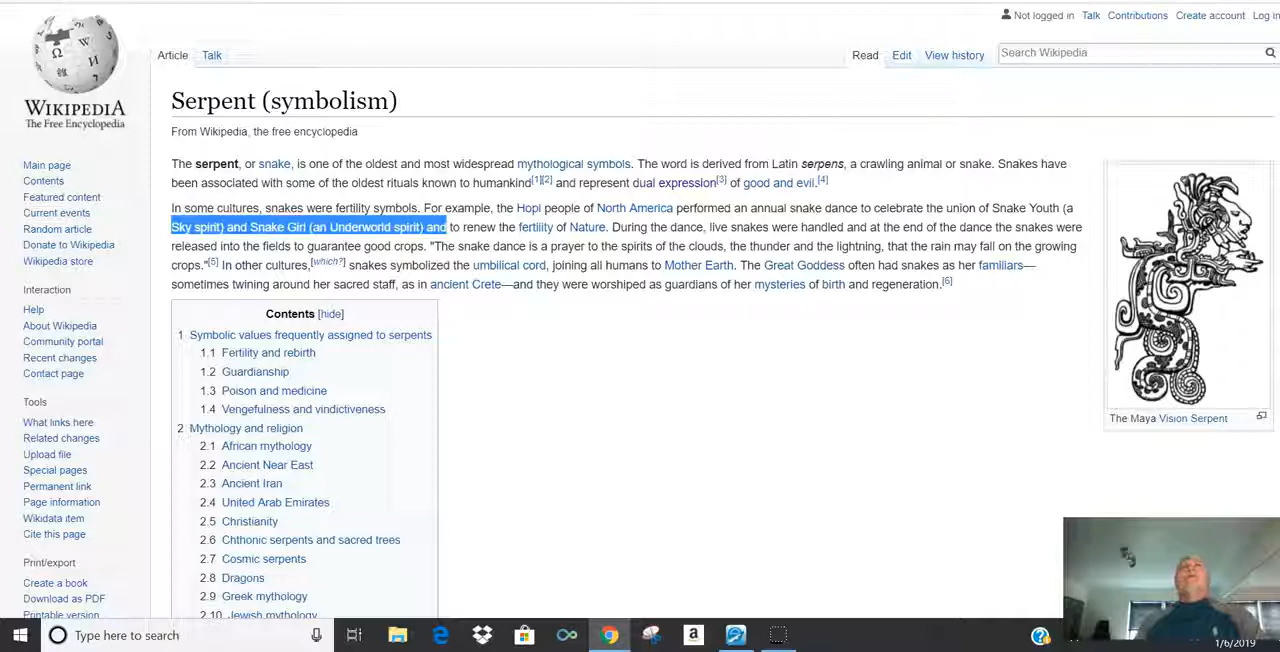 Not logged in Talk Contributions Create account Log in
Article Talk Read Edit View history Search Wikipedia
WIKIPEDIA
The Free Encyclopedia
Serpent (symbolism)
From Wikipedia, the free encyclopedia
The serpent, or snake, is one of the oldest and most widespread mythological symbols. The word is derived from Latin serpens, a crawling animal or snake. Snakes have
been associated with some of the oldest rituals known to humankind[1][2] and represent dual expression[3] of good and evil.[4]
In some cultures, snakes were fertility symbols. For example, the Hopi people of North America performed an annual snake dance to celebrate the union of Snake Youth (a
Sky spirit) and Snake Girl (an Underworld spirit) and to renew the fertility of Nature. During the dance, live snakes were handled and at the end of the dance the snakes were
released into the fields to guarantee good crops. "The snake dance is a prayer to the spirits of the clouds, the thunder and the lightning, that the rain may fall on the growing
crops."[5] In other cultures,[which?] snakes symbolized the umbilical cord, joining all humans to Mother Earth. The Great Goddess often had snakes as her familiars—
sometimes twining around her sacred staff, as in ancient Crete—and they were worshiped as guardians of her mysteries of birth and regeneration.[6]
Main page
Contents
Featured content
Current events
Random article
Donate to Wikipedia
Wikipedia store
Interaction
Help
About Wikipedia
Community portal
Recent changes
Contact page
Tools
What links here
Related changes
Upload file
Special pages
Permanent link
Page information
Wikidata item
Cite this page
Print/export
Create a book
Download as PDF
Printable version
Contents [hide]
1 Symbolic values frequently assigned to serpents
1.1 Fertility and rebirth
1.2 Guardianship
1.3 Poison and medicine
1.4 Vengefulness and vindictiveness
2 Mythology and religion
2.1 African mythology
2.2 Ancient Near East
2.3 Ancient Iran
2.4 United Arab Emirates
2.5 Christianity
2.6 Chthonic serpents and sacred trees
2.7 Cosmic serpents
2.8 Dragons
2.9 Greek mythology
2.10 Jewish mythology
The Maya Vision Serpent
Type here to search
a
1/6/2019